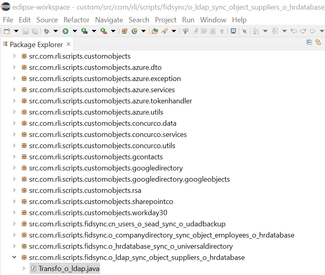 eclipse-workspace - custom/src/com/rli/scripts/fidsync/o_ldap_sync_object_suppliers_o_hrdatabase
File Edit Source Refactor Navigate Search Project Run Window Help
Package Explorer
src.com.rli.scripts.customobjects
src.com.rli.scripts.customobjects.azure.dto
src.com.rli.scripts.customobjects.azure.exception
src.com.rli.scripts.customobjects.azure.services
src.com.rli.scripts.customobjects.azure.tokenhandler
src.com.rli.scripts.customobjects.azure.utils
src.com.rli.scripts.customobjects.concurco.data
src.com.rli.scripts.customobjects.concurco.services
src.com.rli.scripts.customobjects.concurco.utils
src.com.rli.scripts.customobjects.gcontacts
src.com.rli.scripts.customobjects.googledirectory
src.com.rli.scripts.customobjects.googledirectory.googleobjects
src.com.rli.scripts.customobjects.rsa
src.com.rli.scripts.customobjects.sharepointco
src.com.rli.scripts.customobjects.workday30
src.com.rli.scripts.fidsync.cn_users_o_sead_sync_o_udadbackup
src.com.rli.scripts.fidsync.o_companydirectory_sync_object_employees_o_hrdatabase
src.com.rli.scripts.fidsync.o_hrdatabase_sync_o_universaldirectory
src.com.rli.scripts.fidsync.o_ldap_sync_object_suppliers_o_hrdatabase
Transfo_o_ldap.java